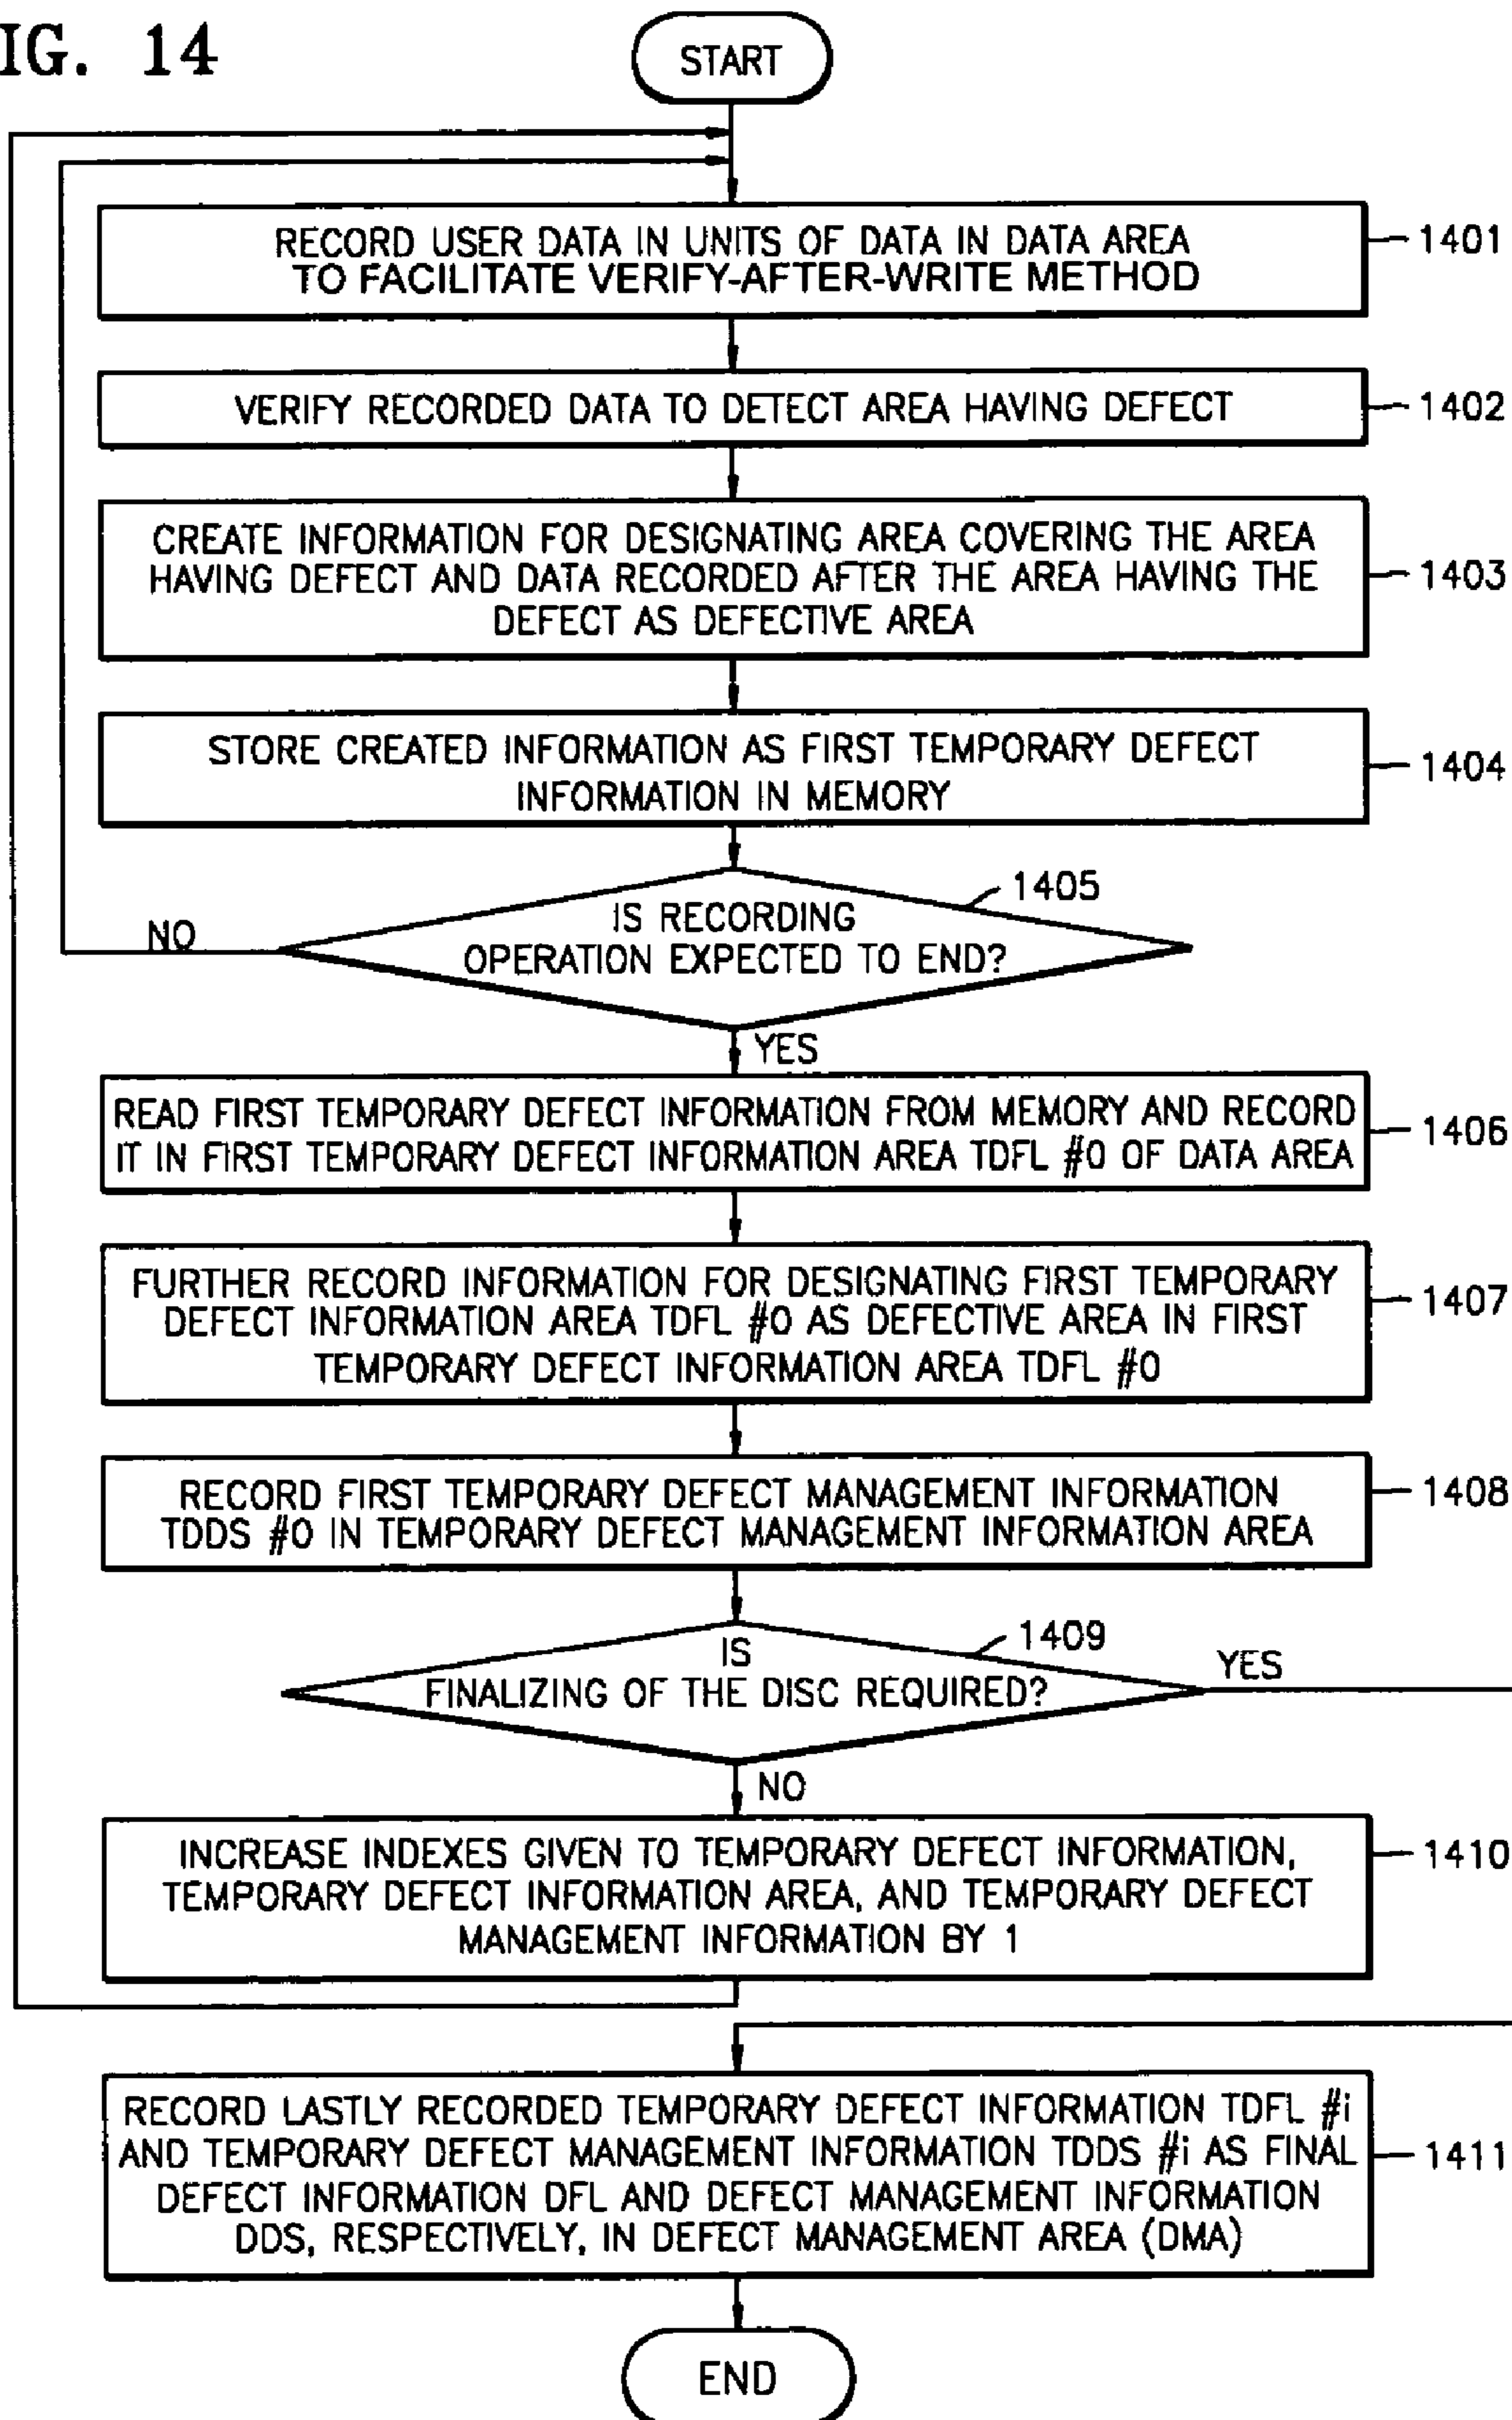 IG. 14
START
RECORD USER DATA IN UNITS OF DATA IN DATA AREA
TO FACILITATE VERIFY-AFTER-WRITE METHOD
1401
VERIFY RECORDED DATA TO DETECT AREA HAVING DEFECT
1402
CREATE INFORMATION FOR DESIGNATING AREA COVERING THE AREA
HAVING DEFECT AND DATA RECORDED AFTER THE AREA HAVING THE
DEFECT AS DEFECTIVE AREA
1403
STORE CREATED INFORMATION AS FIRST TEMPORARY DEFECT
INFORMATION IN MEMORY
1404
1405
IS RECORDING
OPERATION EXPECTED TO END?
NO
YES
READ FIRST TEMPORARY DEFECT INFORMATION FROM MEMORY AND RECORD
IT IN FIRST TEMPORARY DEFECT INFORMATION AREA TDFL #0 OF DATA AREA
1406
FURTHER RECORD INFORMATION FOR DESIGNATING FIRST TEMPORARY
DEFECT INFORMATION AREA TDFL #0 AS DEFECTIVE AREA IN FIRST
TEMPORARY DEFECT INFORMATION AREA TDFL #0
1407
RECORD FIRST TEMPORARY DEFECT MANAGEMENT INFORMATION
TDDS #0 IN TEMPORARY DEFECT MANAGEMENT INFORMATION AREA
1408
1409
IS
FINALIZING OF THE DISC REQUIRED?
YES
NO
INCREASE INDEXES GIVEN TO TEMPORARY DEFECT INFORMATION,
TEMPORARY DEFECT INFORMATION AREA, AND TEMPORARY DEFECT
MANAGEMENT INFORMATION BY 1
1410
RECORD LASTLY RECORDED TEMPORARY DEFECT INFORMATION TDFL #i
AND TEMPORARY DEFECT MANAGEMENT INFORMATION TDDS #i AS FINAL
DEFECT INFORMATION DFL AND DEFECT MANAGEMENT INFORMATION
DDS, RESPECTIVELY, IN DEFECT MANAGEMENT AREA (DMA)
1411
END